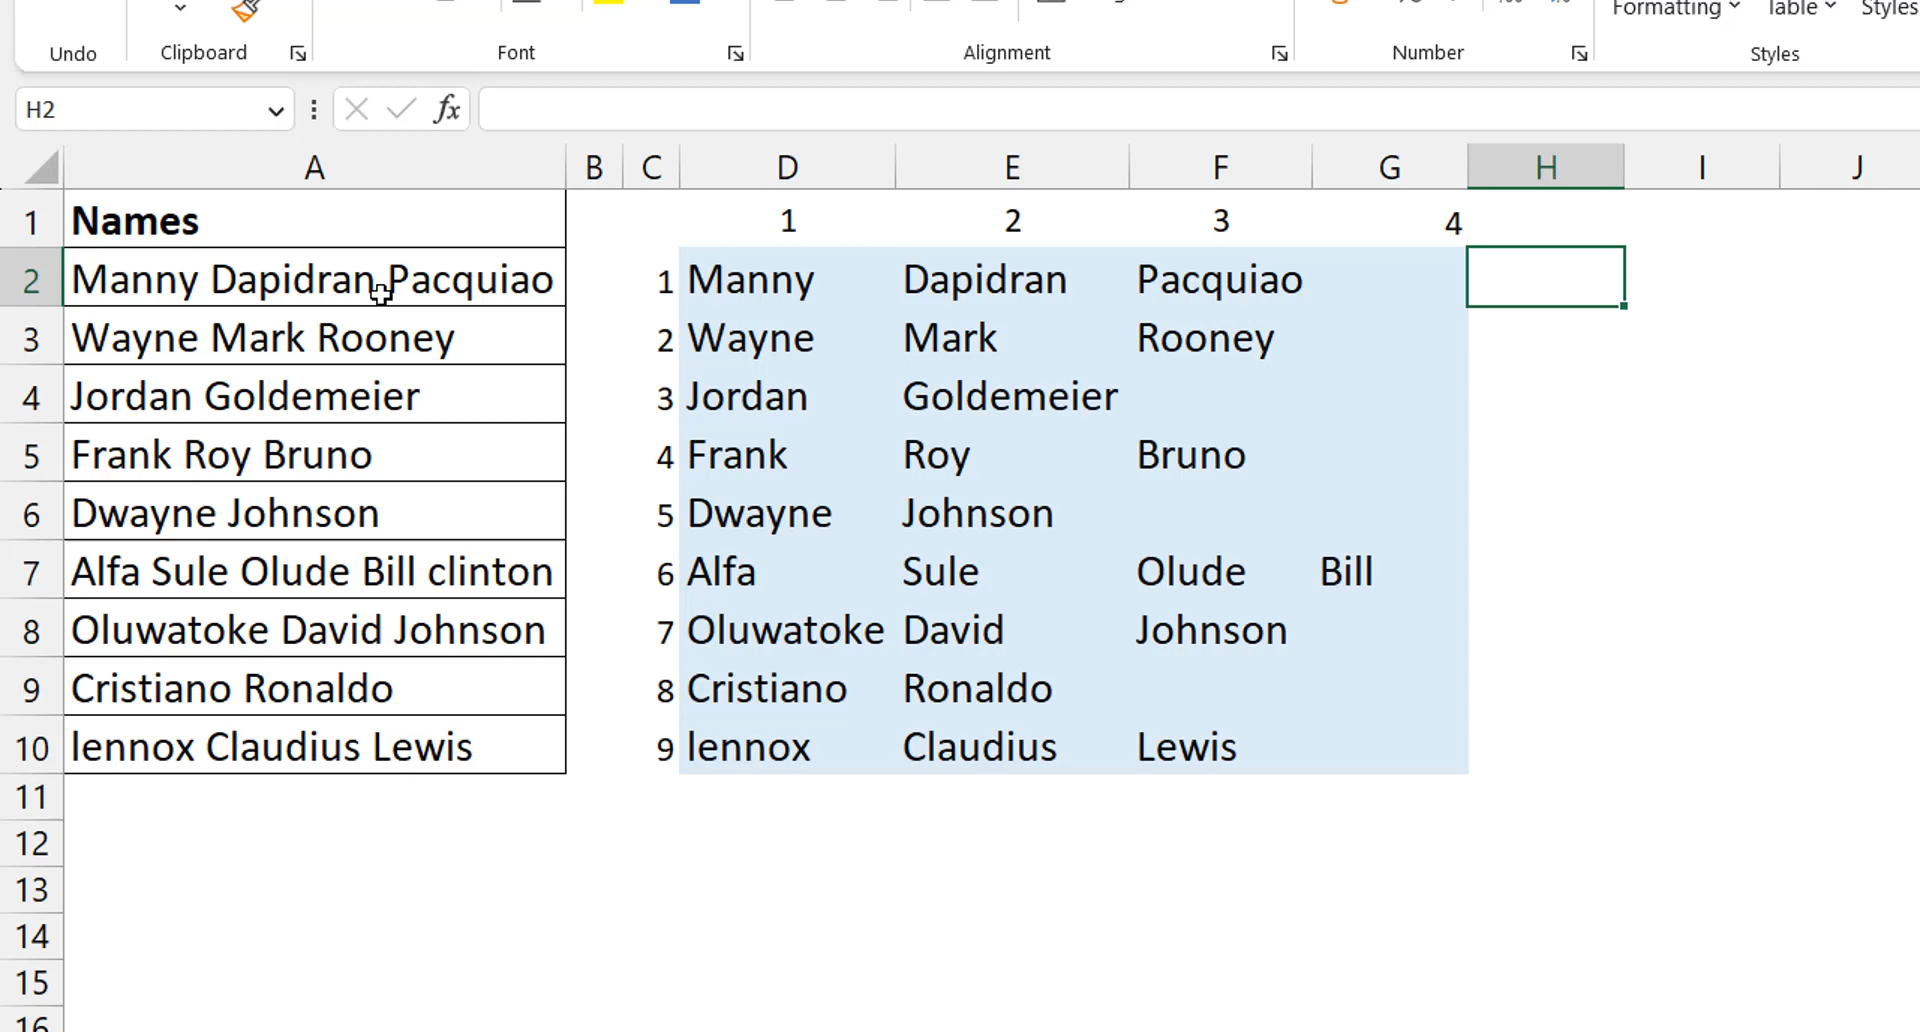 Formatting Table Styles
Undo Clipboard Font Alignment Number Styles
H2 fx
A B C D E F G H I J
1 Names 1 2 3 4
2 Manny Dapidran Pacquiao 1 Manny Dapidran Pacquiao
3 Wayne Mark Rooney 2 Wayne Mark Rooney
4 Jordan Goldemeier 3 Jordan Goldemeier
5 Frank Roy Bruno 4 Frank Roy Bruno
6 Dwayne Johnson 5 Dwayne Johnson
7 Alfa Sule Olude Bill clinton 6 Alfa Sule Olude Bill
8 Oluwatoke David Johnson 7 Oluwatoke David Johnson
9 Cristiano Ronaldo 8 Cristiano Ronaldo
10 lennox Claudius Lewis 9 lennox Claudius Lewis
11
12
13
14
15
16